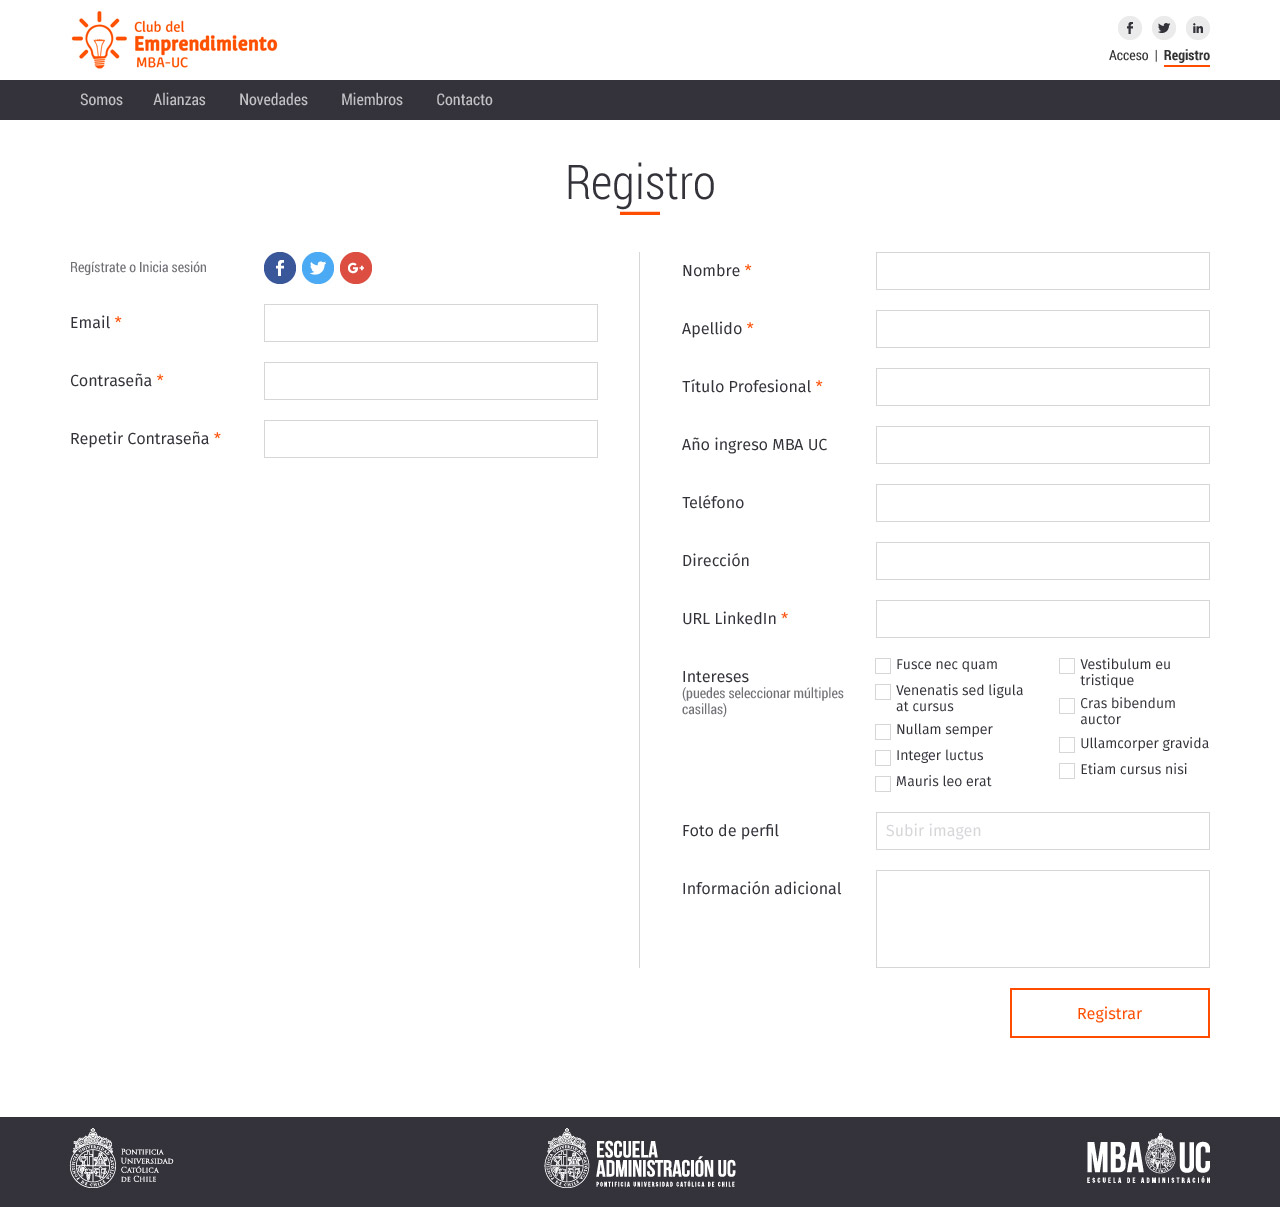 Club del
Emprendimiento
MBA-UC
Acceso | Registro
Somos Alianzas Novedades Miembros Contacto
Registro
Regístrate o Inicia sesión
Email *
Contraseña *
Repetir Contraseña *
Nombre *
Apellido *
Título Profesional *
Año ingreso MBA UC
Teléfono
Dirección
URL LinkedIn *
Intereses
(puedes seleccionar múltiples
casillas)
Fusce nec quam
Venenatis sed ligula
at cursus
Nullam semper
Integer luctus
Mauris leo erat
Vestibulum eu
tristique
Cras bibendum
auctor
Ullamcorper gravida
Etiam cursus nisi
Foto de perfil
Subir imagen
Información adicional
Registrar
PONTIFICIA
UNIVERSIDAD
CATÓLICA
DE CHILE
ESCUELA
ADMINISTRACIÓN UC
PONTIFICIA UNIVERSIDAD CATÓLICA DE CHILE
MBA UC
ESCUELA DE ADMINISTRACIÓN